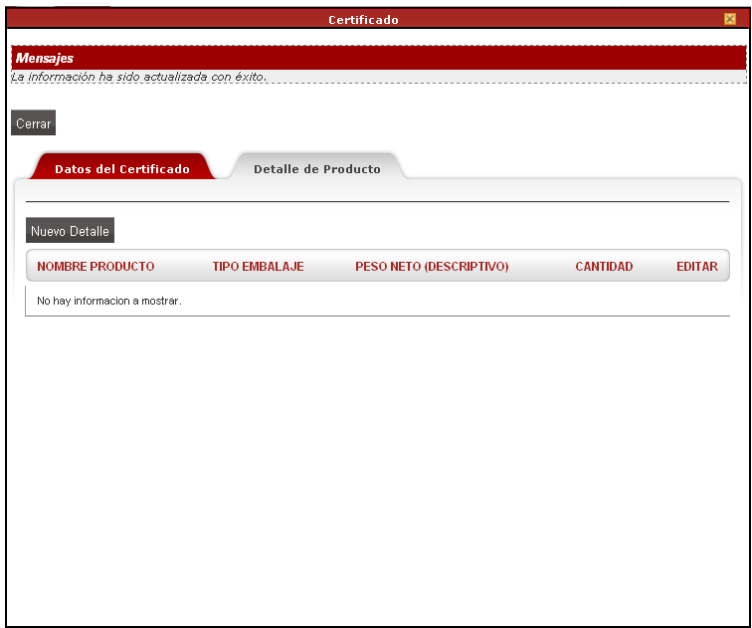 Certificado
Mensajes
La información ha sido actualizada con éxito.
Cerrar
Datos del Certificado Detalle de Producto
Nuevo Detalle
NOMBRE PRODUCTO TIPO EMBALAJE PESO NETO (DESCRIPTIVO) CANTIDAD EDITAR
No hay informacion a mostrar.